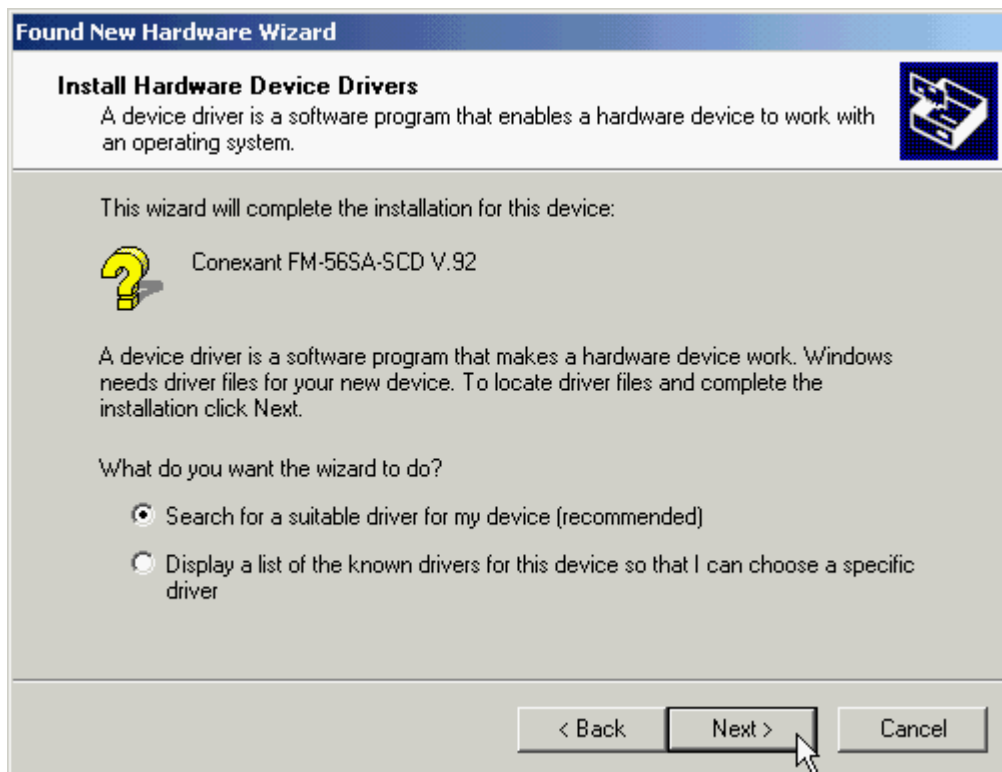 Found New Hardware Wizard
Install Hardware Device Drivers
A device driver is a software program that enables a hardware device to work with
an operating system.
This wizard will complete the installation for this device:
Conexant FM-56SA-SCD V.92
A device driver is a software program that makes a hardware device work. Windows
needs driver files for your new device. To locate driver files and complete the
installation click Next.
What do you want the wizard to do?
Search for a suitable driver for my device (recommended)
Display a list of the known drivers for this device so that I can choose a specific
driver
< Back Next > Cancel